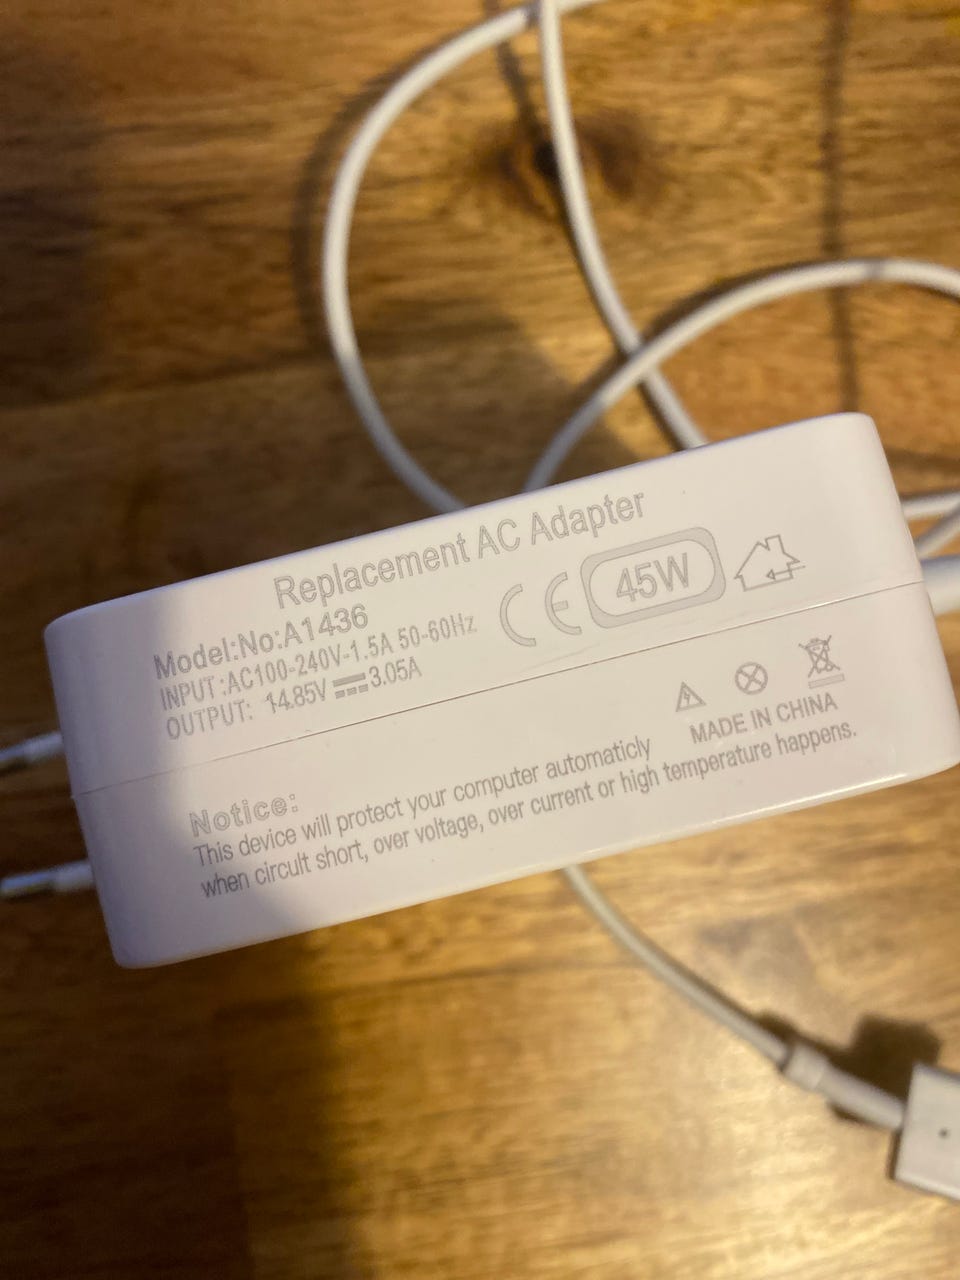 Replacement AC Adapter
Model:No:A1436
INPUT :AC100-240V-1.5A 50-60Hz
OUTPUT: 14.85V ⎓3.05A
CE 45W
MADE IN CHINA
Notice:
This device will protect your computer automaticly
when circult short, over voltage, over current or high temperature happens.